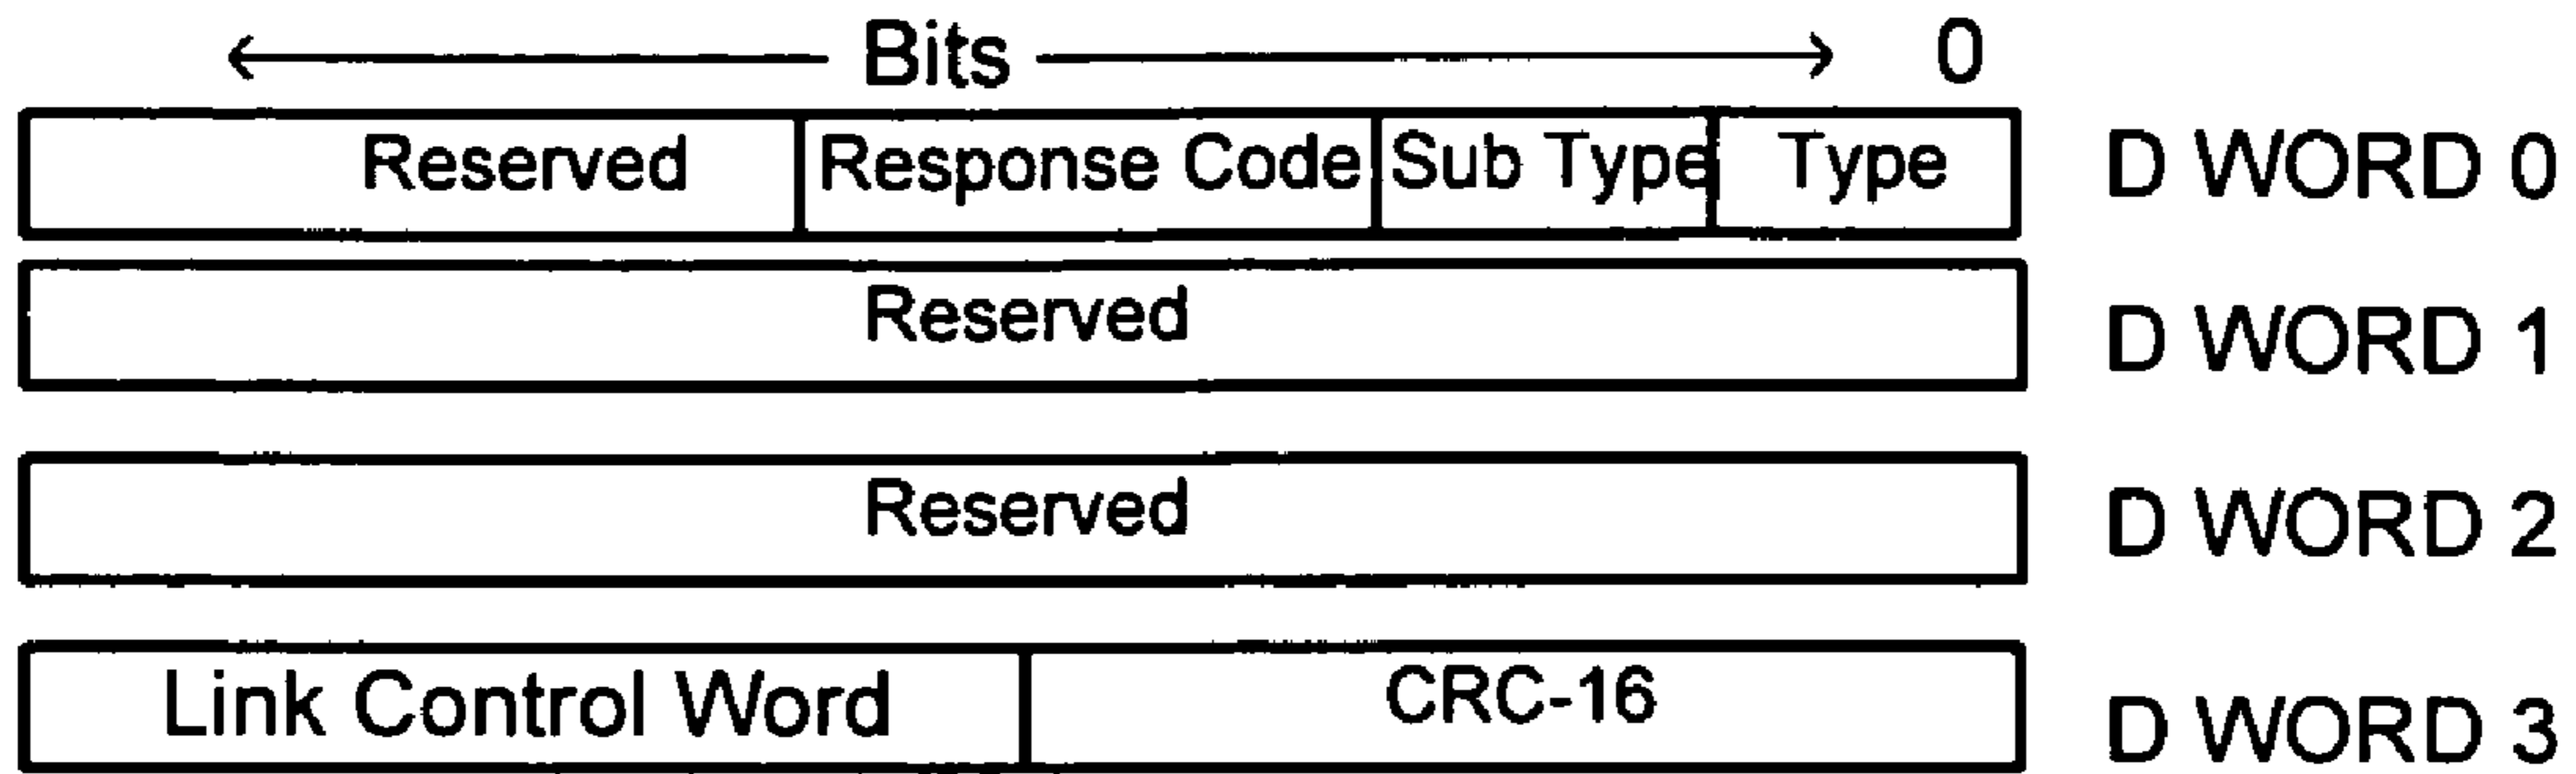 Bits 0
Reserved Response Code Sub Type Type D WORD 0
Reserved D WORD 1
Reserved D WORD 2
Link Control Word CRC-16 D WORD 3